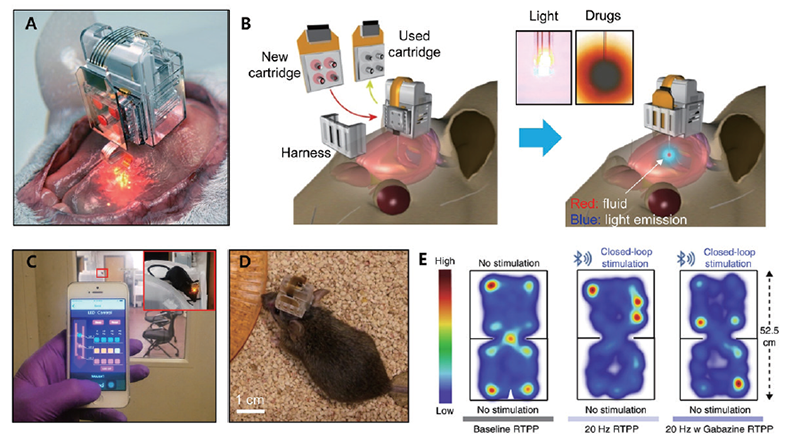 A
B
New
cartridge
Used
cartridge
Harness
Light
Drugs
Red: fluid
Blue: light emission
C
LED Control
D
1 cm
E
High
Low
No stimulation
Closed-loop
stimulation
Closed-loop
stimulation
52.5
cm
No stimulation
No stimulation
No stimulation
Baseline RTPP
20 Hz RTPP
20 Hz w Gabazine RTPP